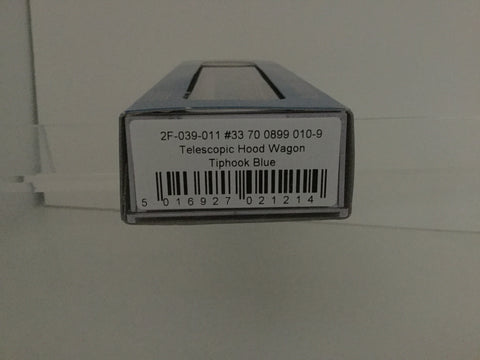 2F-039-011 #33 70 0899 010-9
Telescopic Hood Wagon
Tiphook Blue
5 016927 021214